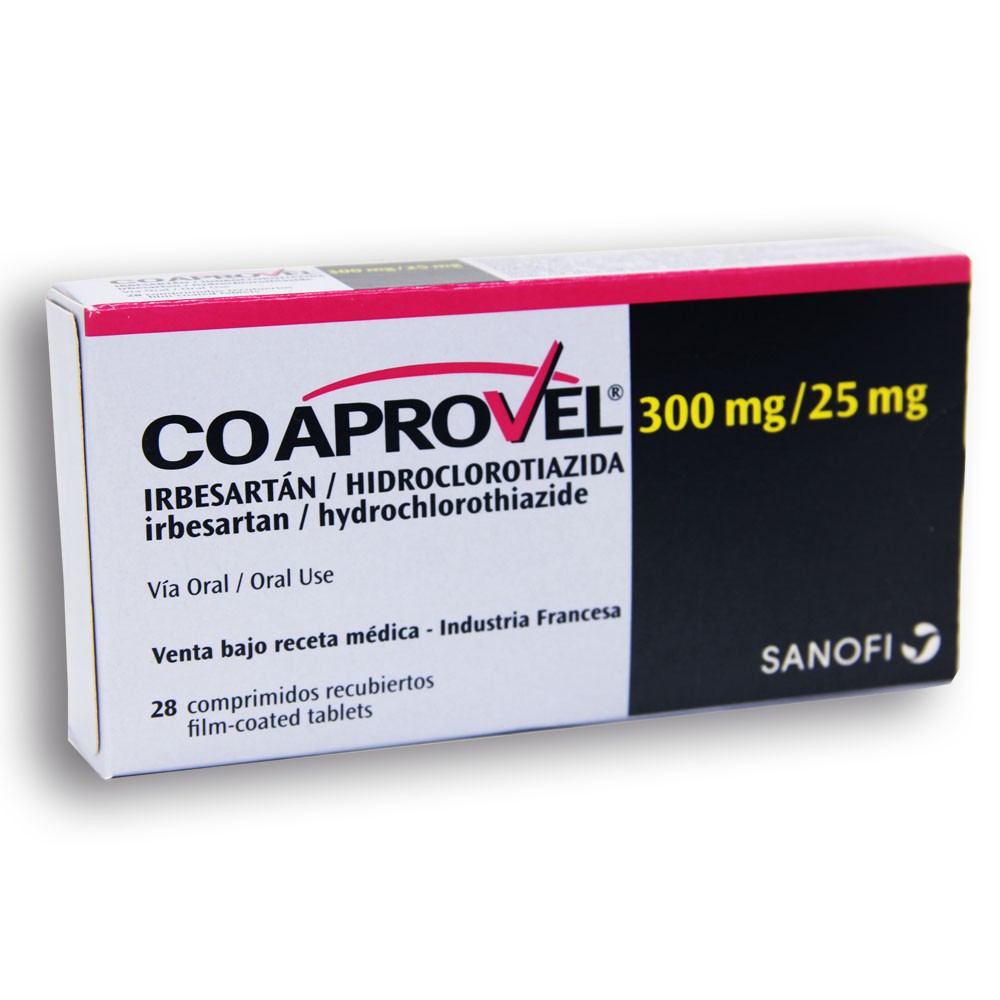 COAPROVEL 300 mg/25 mg
28
COAPROVEL® 300 mg/25 mg
IRBESARTÁN / HIDROCLOROTIAZIDA
irbesartan / hydrochlorothiazide
Vía Oral / Oral Use
Venta bajo receta médica - Industria Francesa
28 comprimidos recubiertos
film-coated tablets
SANOFI